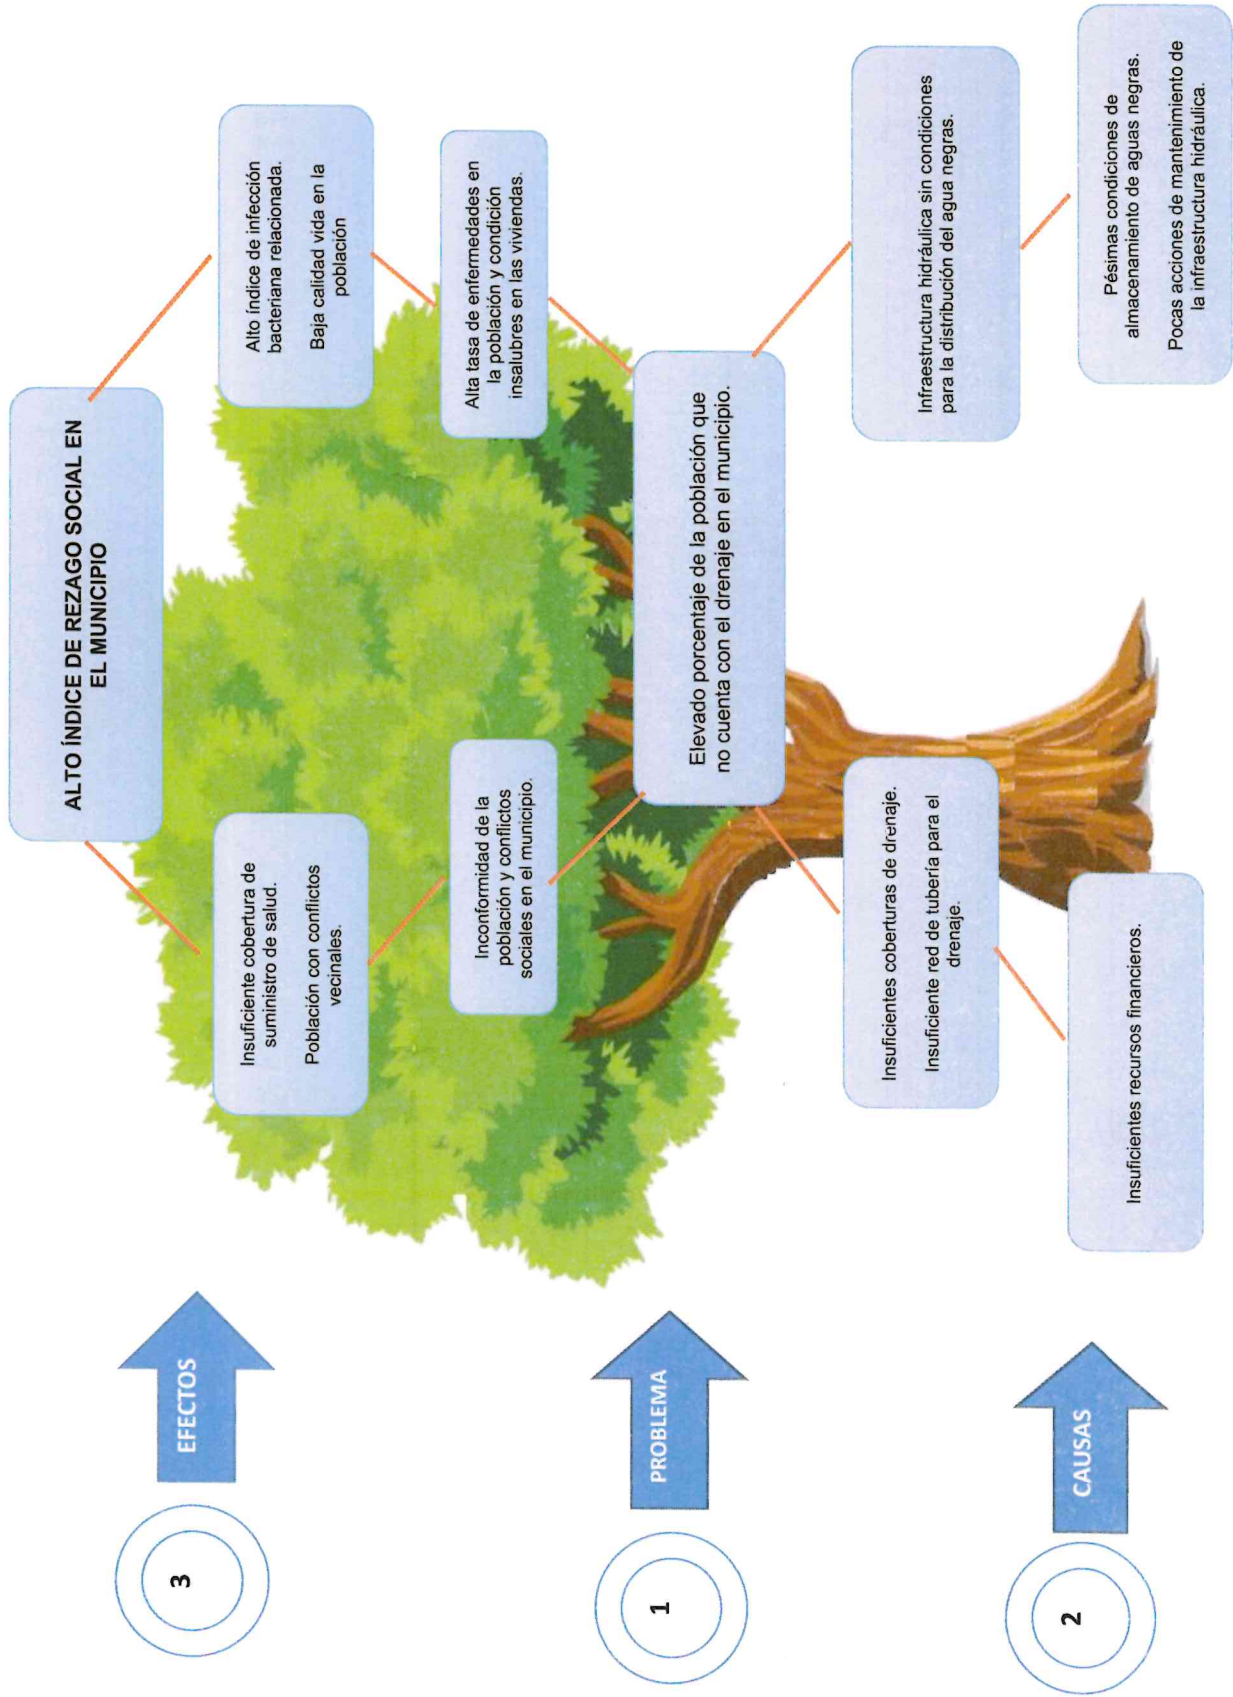 ALTO ÍNDICE DE REZAGO SOCIAL EN
EL MUNICIPIO
3
EFECTOS
Insuficiente cobertura de
suministro de salud.
Población con conflictos
vecinales.
Alto índice de infección
bacteriana relacionada.
Baja calidad vida en la
población
Inconformidad de la
población y conflictos
sociales en el municipio.
Alta tasa de enfermedades en
la población y condición
insalubres en las viviendas.
1
PROBLEMA
Elevado porcentaje de la población que
no cuenta con el drenaje en el municipio.
2
CAUSAS
Insuficientes coberturas de drenaje.
Insuficiente red de tubería para el
drenaje.
Infraestructura hidráulica sin condiciones
para la distribución del agua negras.
Insuficientes recursos financieros.
Pésimas condiciones de
almacenamiento de aguas negras.
Pocas acciones de mantenimiento de
la infraestructura hidráulica.